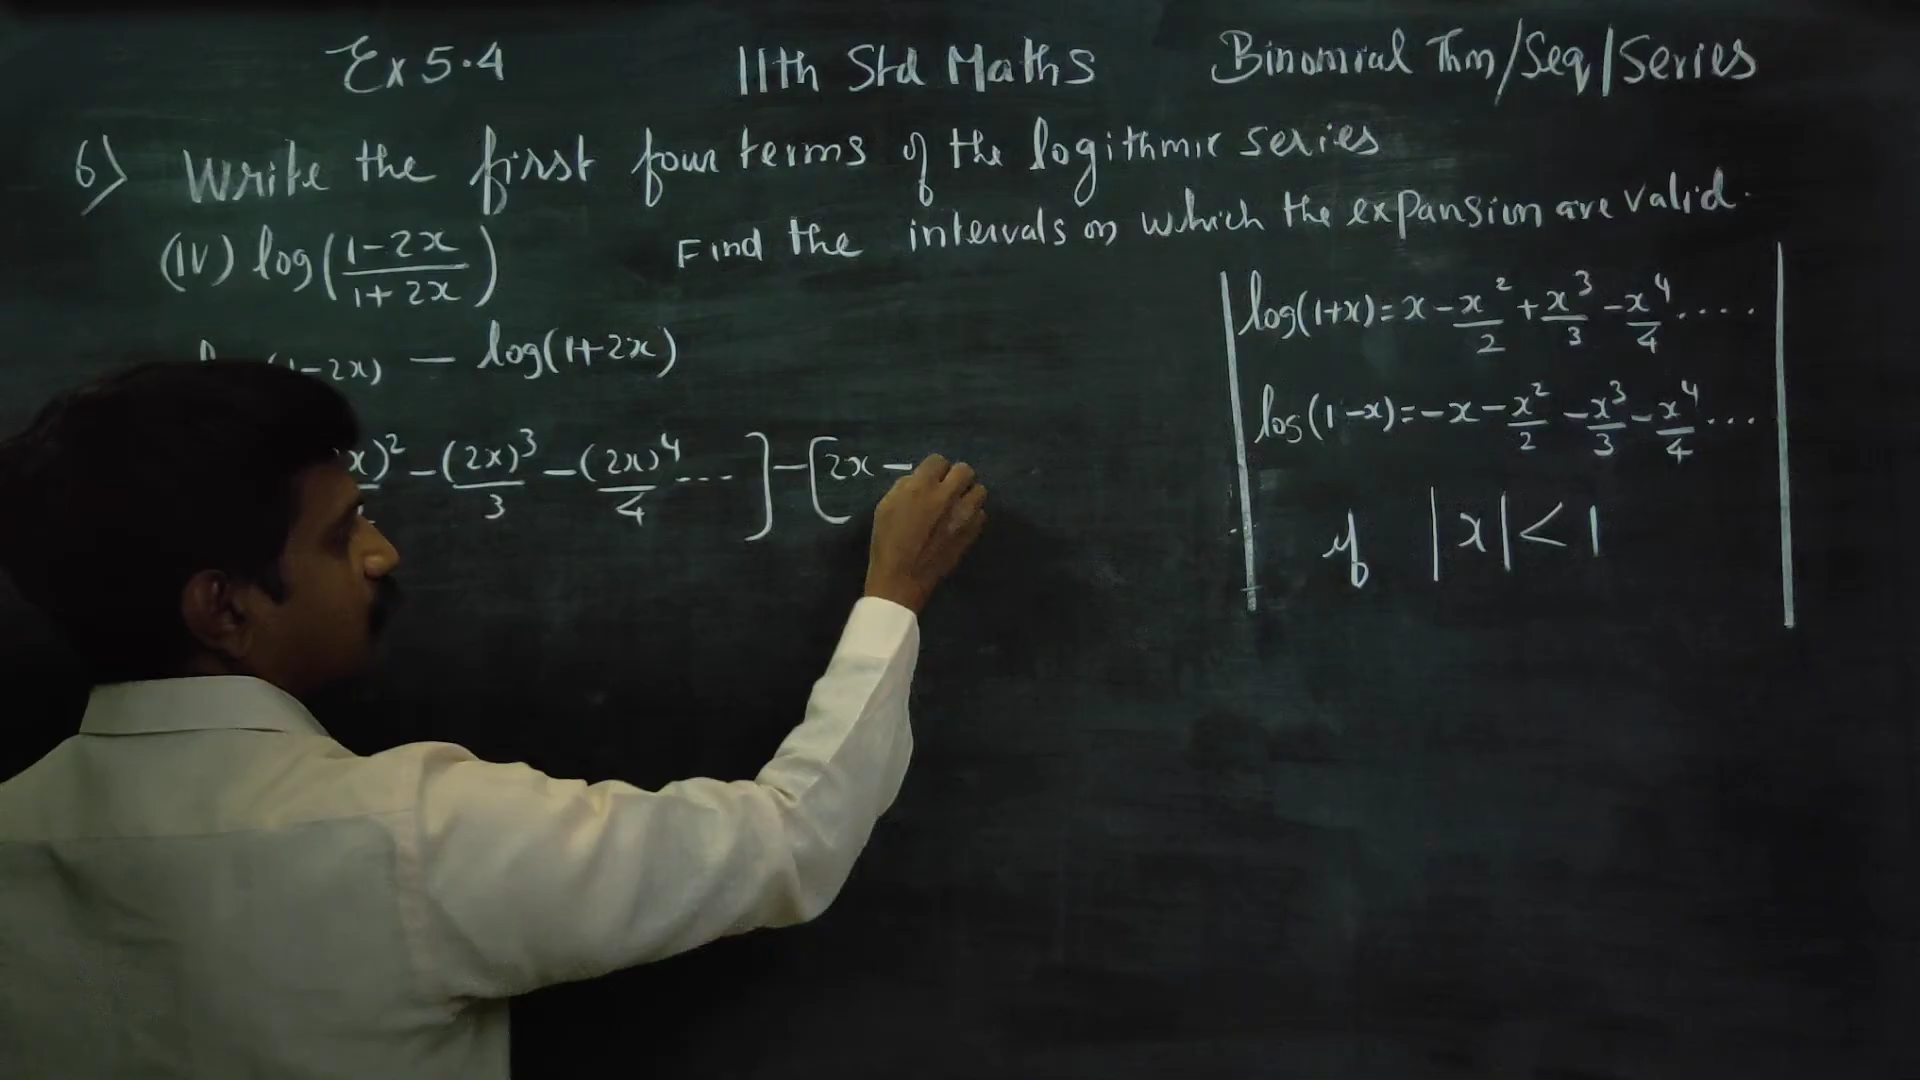 Ex 5.4 11th Std Maths Binomial Thm/Seq/Series
6) Write the first four terms of the logithmic series
Find the intervals on which the expansion are valid.
(IV) log((1-2x)/(1+2x))
-2x) - log(1+2x)
x)² - (2x)³/3 - (2x)⁴/4 ... ] - [2x -
log(1+x) = x - x²/2 + x³/3 - x⁴/4 ....
log(1-x) = -x - x²/2 - x³/3 - x⁴/4 ...
if |x| < 1